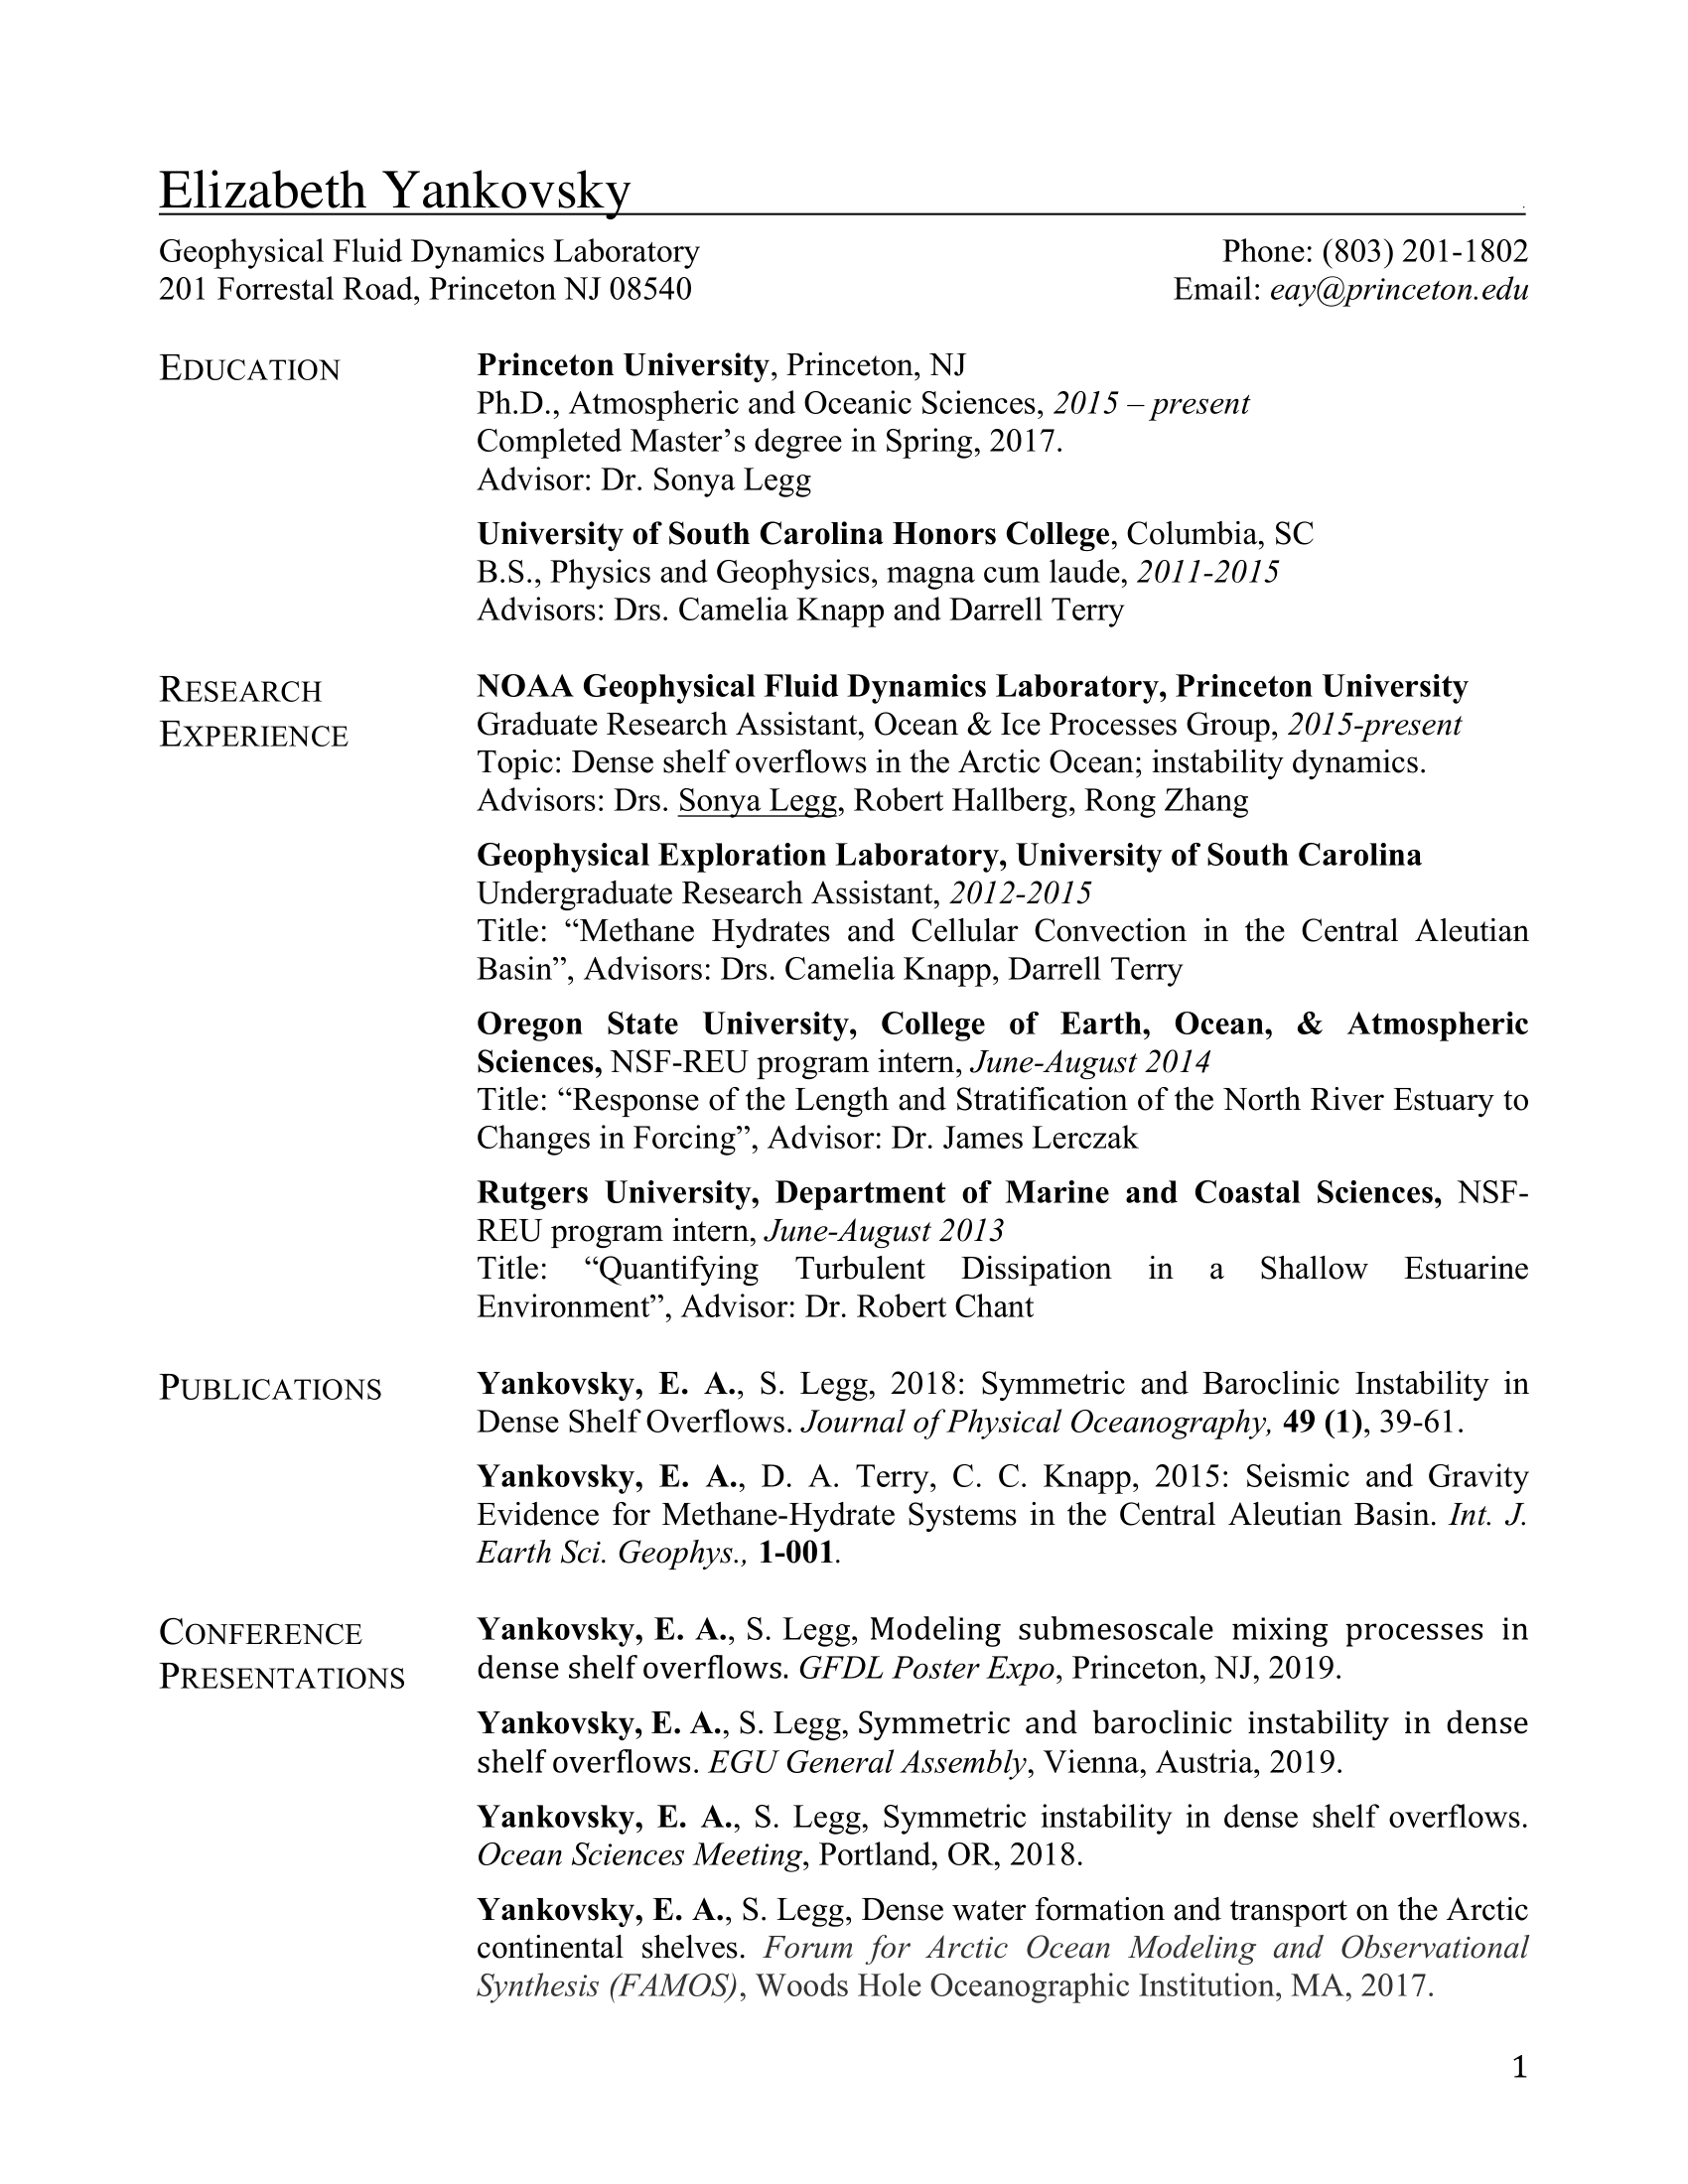 Elizabeth Yankovsky
Geophysical Fluid Dynamics Laboratory Phone: (803) 201-1802
201 Forrestal Road, Princeton NJ 08540 Email: eay@princeton.edu
EDUCATION Princeton University, Princeton, NJ
Ph.D., Atmospheric and Oceanic Sciences, 2015 – present
Completed Master’s degree in Spring, 2017.
Advisor: Dr. Sonya Legg
University of South Carolina Honors College, Columbia, SC
B.S., Physics and Geophysics, magna cum laude, 2011-2015
Advisors: Drs. Camelia Knapp and Darrell Terry
RESEARCH NOAA Geophysical Fluid Dynamics Laboratory, Princeton University
EXPERIENCE Graduate Research Assistant, Ocean & Ice Processes Group, 2015-present
Topic: Dense shelf overflows in the Arctic Ocean; instability dynamics.
Advisors: Drs. Sonya Legg, Robert Hallberg, Rong Zhang
Geophysical Exploration Laboratory, University of South Carolina
Undergraduate Research Assistant, 2012-2015
Title: “Methane Hydrates and Cellular Convection in the Central Aleutian
Basin”, Advisors: Drs. Camelia Knapp, Darrell Terry
Oregon State University, College of Earth, Ocean, & Atmospheric
Sciences, NSF-REU program intern, June-August 2014
Title: “Response of the Length and Stratification of the North River Estuary to
Changes in Forcing”, Advisor: Dr. James Lerczak
Rutgers University, Department of Marine and Coastal Sciences, NSF-
REU program intern, June-August 2013
Title: “Quantifying Turbulent Dissipation in a Shallow Estuarine
Environment”, Advisor: Dr. Robert Chant
PUBLICATIONS Yankovsky, E. A., S. Legg, 2018: Symmetric and Baroclinic Instability in
Dense Shelf Overflows. Journal of Physical Oceanography, 49 (1), 39-61.
Yankovsky, E. A., D. A. Terry, C. C. Knapp, 2015: Seismic and Gravity
Evidence for Methane-Hydrate Systems in the Central Aleutian Basin. Int. J.
Earth Sci. Geophys., 1-001.
CONFERENCE Yankovsky, E. A., S. Legg, Modeling submesoscale mixing processes in
PRESENTATIONS dense shelf overflows. GFDL Poster Expo, Princeton, NJ, 2019.
Yankovsky, E. A., S. Legg, Symmetric and baroclinic instability in dense
shelf overflows. EGU General Assembly, Vienna, Austria, 2019.
Yankovsky, E. A., S. Legg, Symmetric instability in dense shelf overflows.
Ocean Sciences Meeting, Portland, OR, 2018.
Yankovsky, E. A., S. Legg, Dense water formation and transport on the Arctic
continental shelves. Forum for Arctic Ocean Modeling and Observational
Synthesis (FAMOS), Woods Hole Oceanographic Institution, MA, 2017.
1